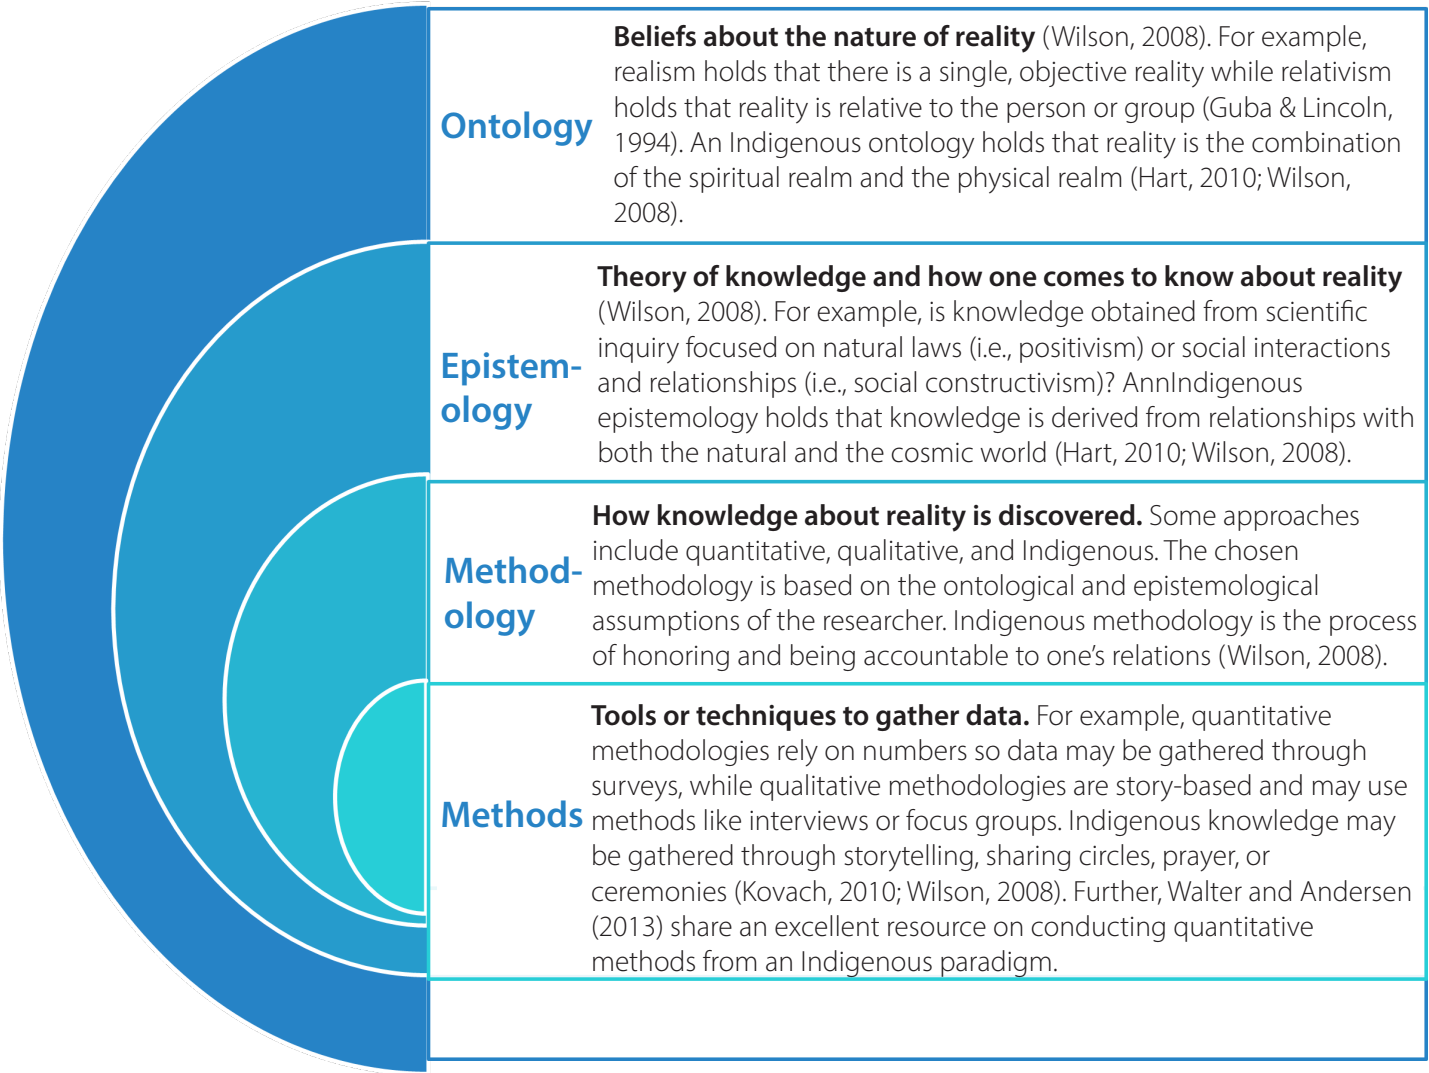 Ontology
Beliefs about the nature of reality (Wilson, 2008). For example,
realism holds that there is a single, objective reality while relativism
holds that reality is relative to the person or group (Guba & Lincoln,
1994). An Indigenous ontology holds that reality is the combination
of the spiritual realm and the physical realm (Hart, 2010; Wilson,
2008).
Epistem-
ology
Theory of knowledge and how one comes to know about reality
(Wilson, 2008). For example, is knowledge obtained from scientific
inquiry focused on natural laws (i.e., positivism) or social interactions
and relationships (i.e., social constructivism)? AnnIndigenous
epistemology holds that knowledge is derived from relationships with
both the natural and the cosmic world (Hart, 2010; Wilson, 2008).
Method-
ology
How knowledge about reality is discovered. Some approaches
include quantitative, qualitative, and Indigenous. The chosen
methodology is based on the ontological and epistemological
assumptions of the researcher. Indigenous methodology is the process
of honoring and being accountable to one's relations (Wilson, 2008).
Methods
Tools or techniques to gather data. For example, quantitative
methodologies rely on numbers so data may be gathered through
surveys, while qualitative methodologies are story-based and may use
methods like interviews or focus groups. Indigenous knowledge may
be gathered through storytelling, sharing circles, prayer, or
ceremonies (Kovach, 2010; Wilson, 2008). Further, Walter and Andersen
(2013) share an excellent resource on conducting quantitative
methods from an Indigenous paradigm.